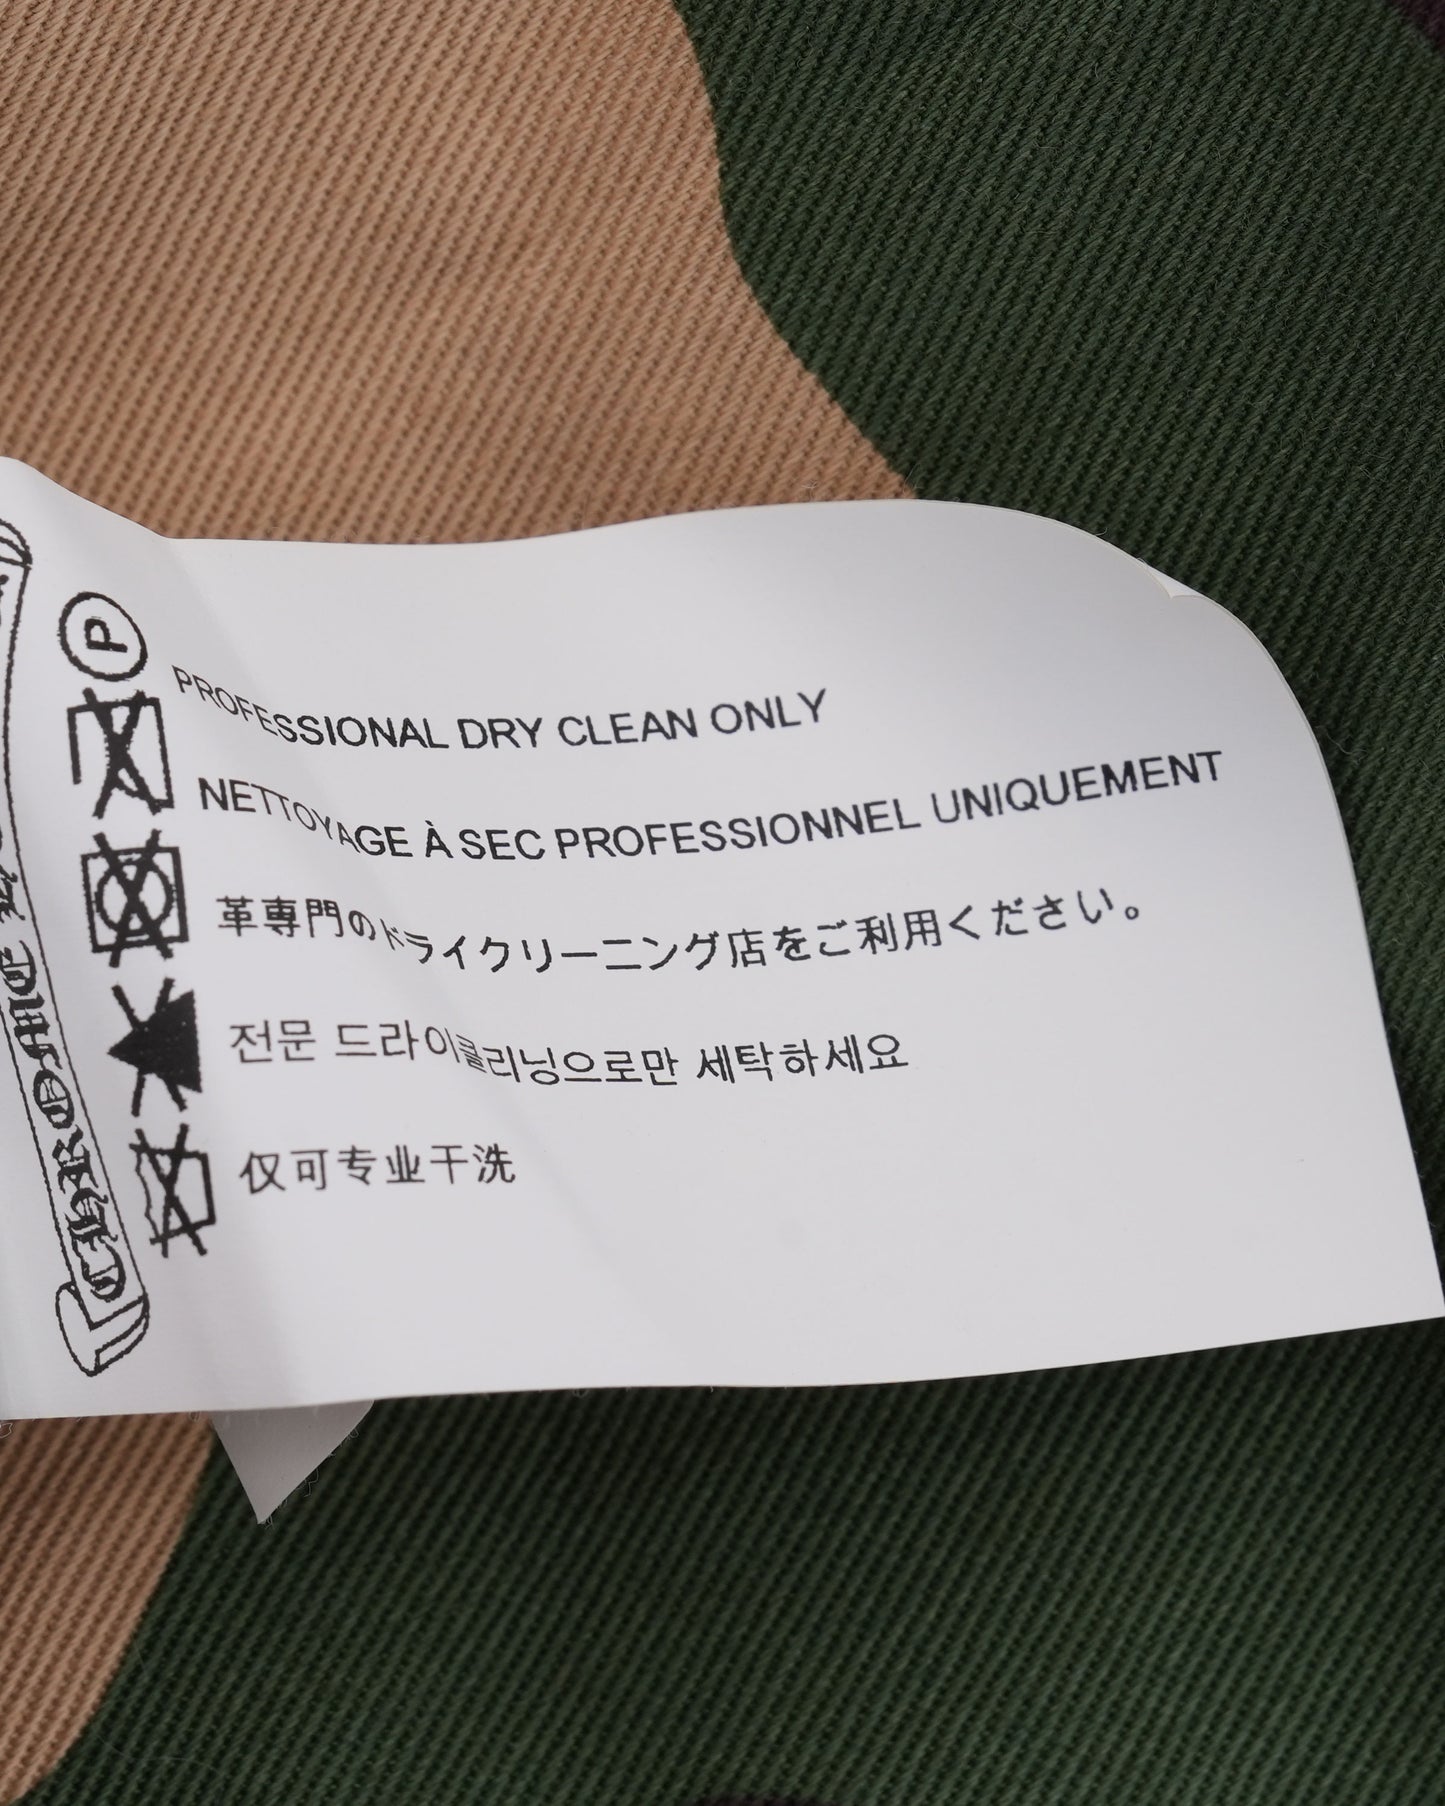 P
PROFESSIONAL DRY CLEAN ONLY
NETTOYAGE À SEC PROFESSIONNEL UNIQUEMENT
革専門のドライクリーニング店をご利用ください。
전문 드라이클리닝으로만 세탁하세요
仅可专业干洗
CHROME